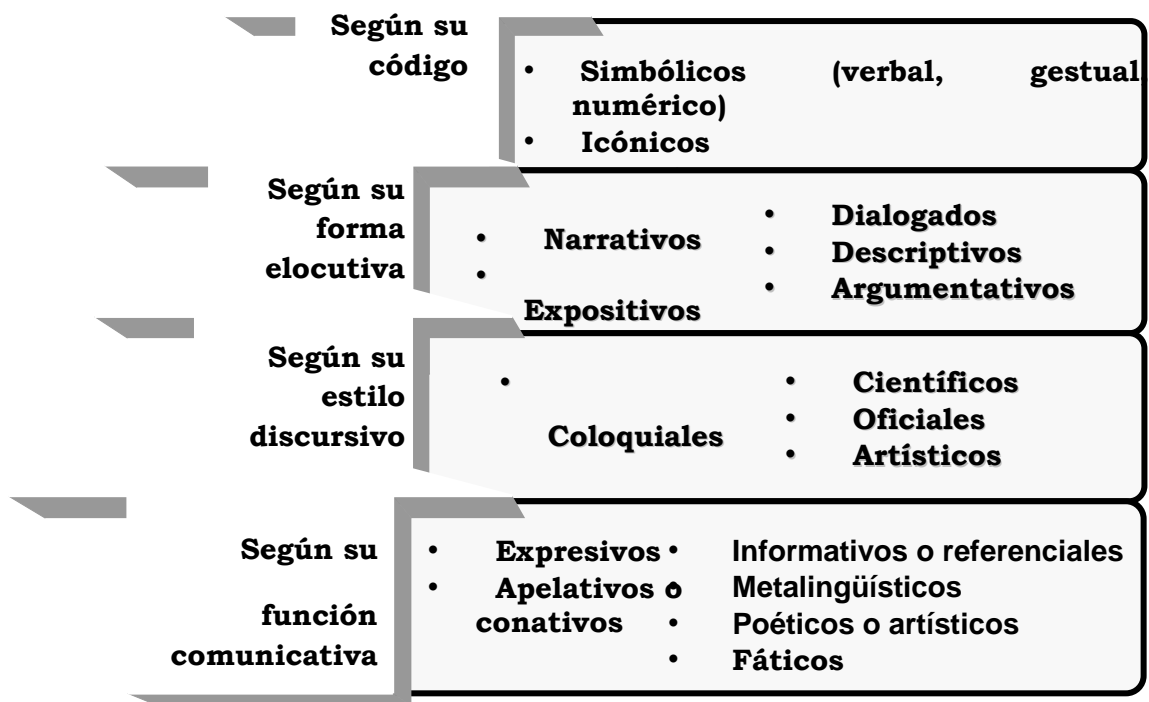 Según su
código
• Simbólicos (verbal, gestual,
numérico)
• Icónicos
Según su
forma
elocutiva
• Narrativos
•
Expositivos
• Dialogados
• Descriptivos
• Argumentativos
Según su
estilo
discursivo
•
Coloquiales
• Científicos
• Oficiales
• Artísticos
Según su
función
comunicativa
• Expresivos
• Apelativos o
conativos
• Informativos o referenciales
• Metalingüísticos
• Poéticos o artísticos
• Fáticos